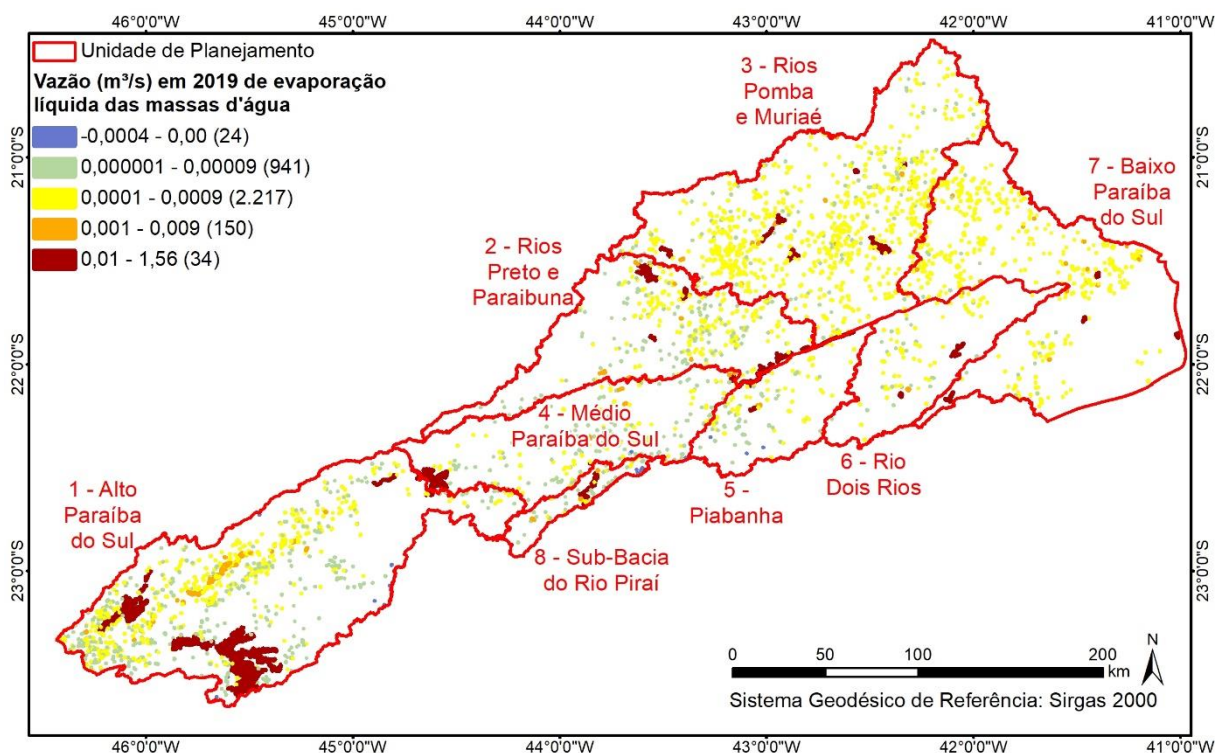 46°0'0"W 45°0'0"W 44°0'0"W 43°0'0"W 42°0'0"W 41°0'0"W
Unidade de Planejamento
Vazão (m³/s) em 2019 de evaporação
líquida das massas d'água
-0,0004 - 0,00 (24)
0,000001 - 0,00009 (941)
0,0001 - 0,0009 (2.217)
0,001 - 0,009 (150)
0,01 - 1,56 (34)
3 - Rios
Pomba
e Muriaé
7 - Baixo
Paraíba
do Sul
2 - Rios
Preto e
Paraibuna
4 - Médio
Paraíba do Sul
1 - Alto
Paraíba
do Sul
5 -
Piabanha
6 - Rio
Dois Rios
8 - Sub-Bacia
do Rio Piraí
21°0'0"S
22°0'0"S
23°0'0"S
21°0'0"S
22°0'0"S
23°0'0"S
N
0 50 100 200
km
Sistema Geodésico de Referência: Sirgas 2000
46°0'0"W 45°0'0"W 44°0'0"W 43°0'0"W 42°0'0"W 41°0'0"W